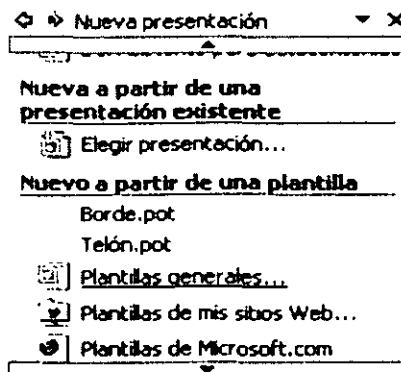 Nueva presentación
Nueva a partir de una
presentación existente
Elegir presentación...
Nuevo a partir de una plantilla
Borde.pot
Telón.pot
Plantillas generales...
Plantillas de mis sitios Web...
Plantillas de Microsoft.com